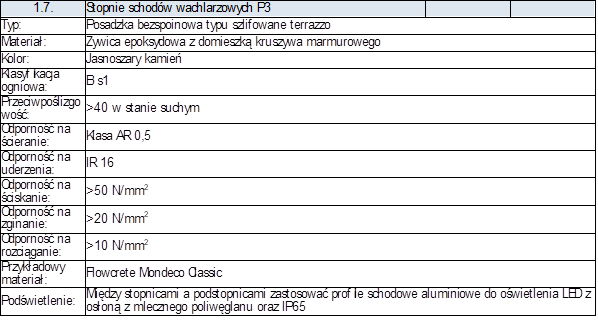 1.7. Stopnie schodów wachlarzowych P3
Typ: Posadzka bezspoinowa typu szlifowane terrazzo
Materiał: Żywica epoksydowa z domieszką kruszywa marmurowego
Kolor: Jasnoszary kamień
Klasyf kacja
ogniowa: B s1
Przeciwpoślizgo
wość: >40 w stanie suchym
Odporność na
ścieranie: Klasa AR 0,5
Odporność na
uderzenia: IR 16
Odporność na
ściskanie: >50 N/mm²
Odporność na
zginanie: >20 N/mm²
Odporność na
rozciąganie: >10 N/mm²
Przykładowy
materiał: Flowcrete Mondeco Classic
Podświetlenie: Między stopnicami a podstopnicami zastosować prof le schodowe aluminiowe do oświetlenia LED z
osłoną z mlecznego poliwęglanu oraz IP65